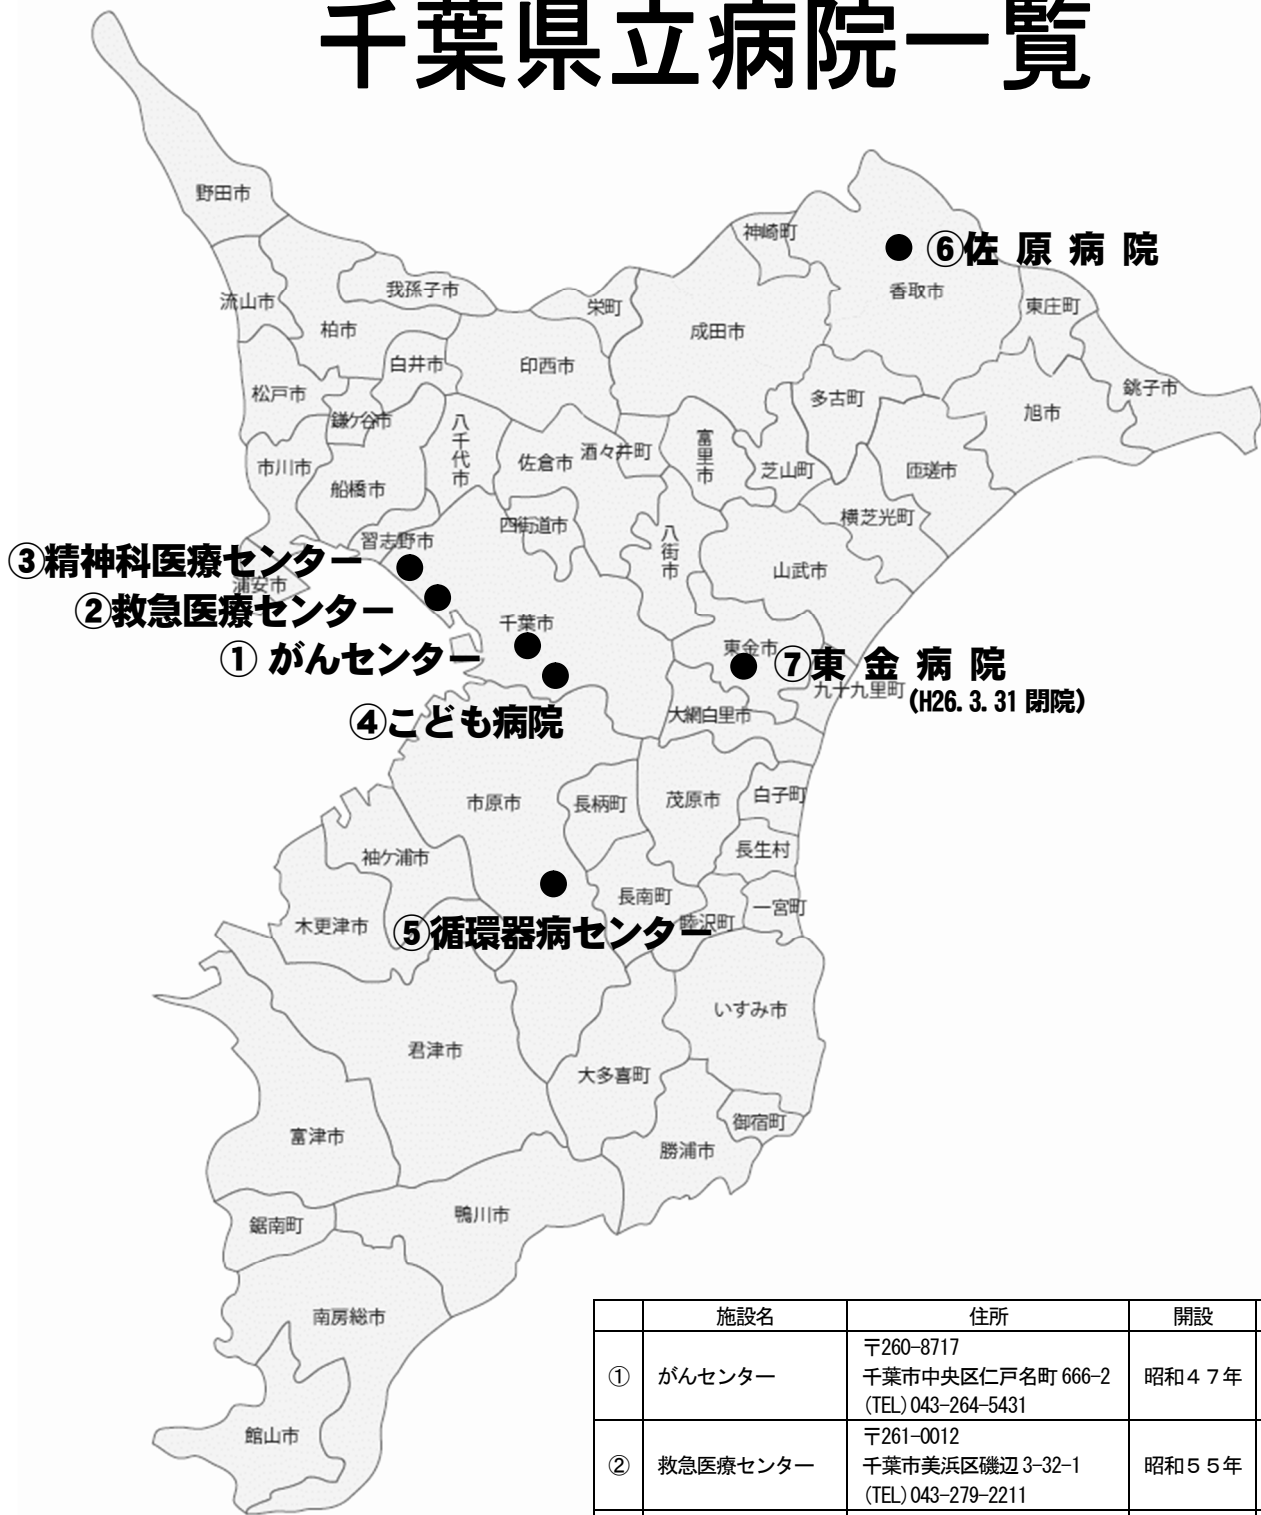 千葉県立病院一覧
野田市
神崎町
⑥佐原病院
流山市
我孫子市
栄町
香取市
東庄町
柏市
成田市
白井市
印西市
松戸市
多古町
銚子市
鎌ケ谷市
旭市
八千代市
佐倉市
酒々井町
富里市
市川市
芝山町
匝瑳市
船橋市
横芝光町
四街道市
習志野市
八街市
③精神科医療センター
浦安市
山武市
②救急医療センター
千葉市
①がんセンター
東金市
⑦東金病院
九十九里町
(H26.3.31閉院)
④こども病院
大網白里市
市原市
長柄町
茂原市
白子町
長生村
袖ケ浦市
長南町
一宮町
木更津市
⑤循環器病センター
睦沢町
いすみ市
君津市
大多喜町
御宿町
富津市
勝浦市
鋸南町
鴨川市
南房総市
館山市
施設名 住所 開設
① がんセンター 〒260-8717
千葉市中央区仁戸名町666-2
(TEL)043-264-5431 昭和４７年
② 救急医療センター 〒261-0012
千葉市美浜区磯辺3-32-1
(TEL)043-279-2211 昭和５５年